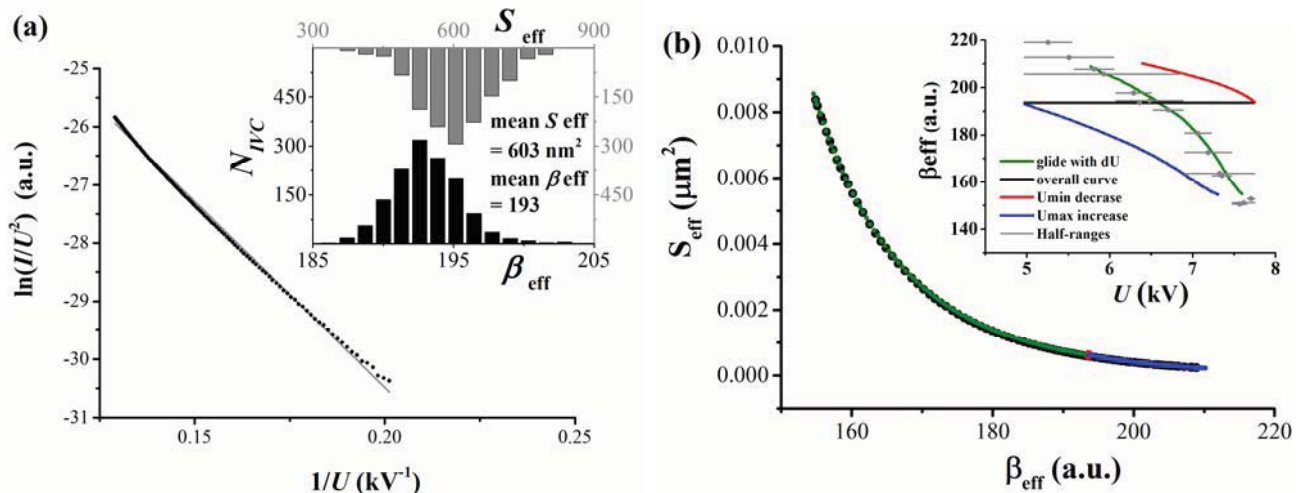 (a)
300 600 900
S eff
-25
-26
-27
-28
-29
-30
-31
ln(I/U²) (a.u.)
0.15 0.20 0.25
1/U (kV⁻¹)
450
300
150
N IVC
150
300
450
mean S eff
= 603 nm²
mean β eff
= 193
185 195 205
β eff
(b)
0.010
0.008
0.006
0.004
0.002
0.000
S eff (μm²)
160 180 200 220
β eff (a.u.)
220
200
180
160
140
βeff (a.u.)
glide with dU
overall curve
Umin decrase
Umax increase
Half-ranges
5 6 7 8
U (kV)